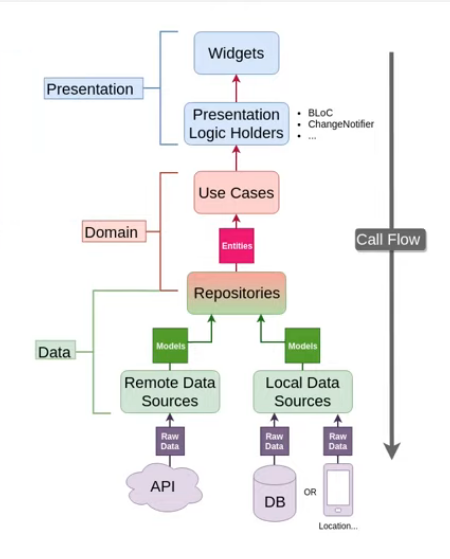 Widgets
Presentation
Presentation
Logic Holders
• BLoC
• ChangeNotifier
• ...
Use Cases
Domain
Entities
Call Flow
Repositories
Data
Models
Models
Remote Data
Sources
Local Data
Sources
Raw
Data
Raw
Data
Raw
Data
API
DB
OR
Location...